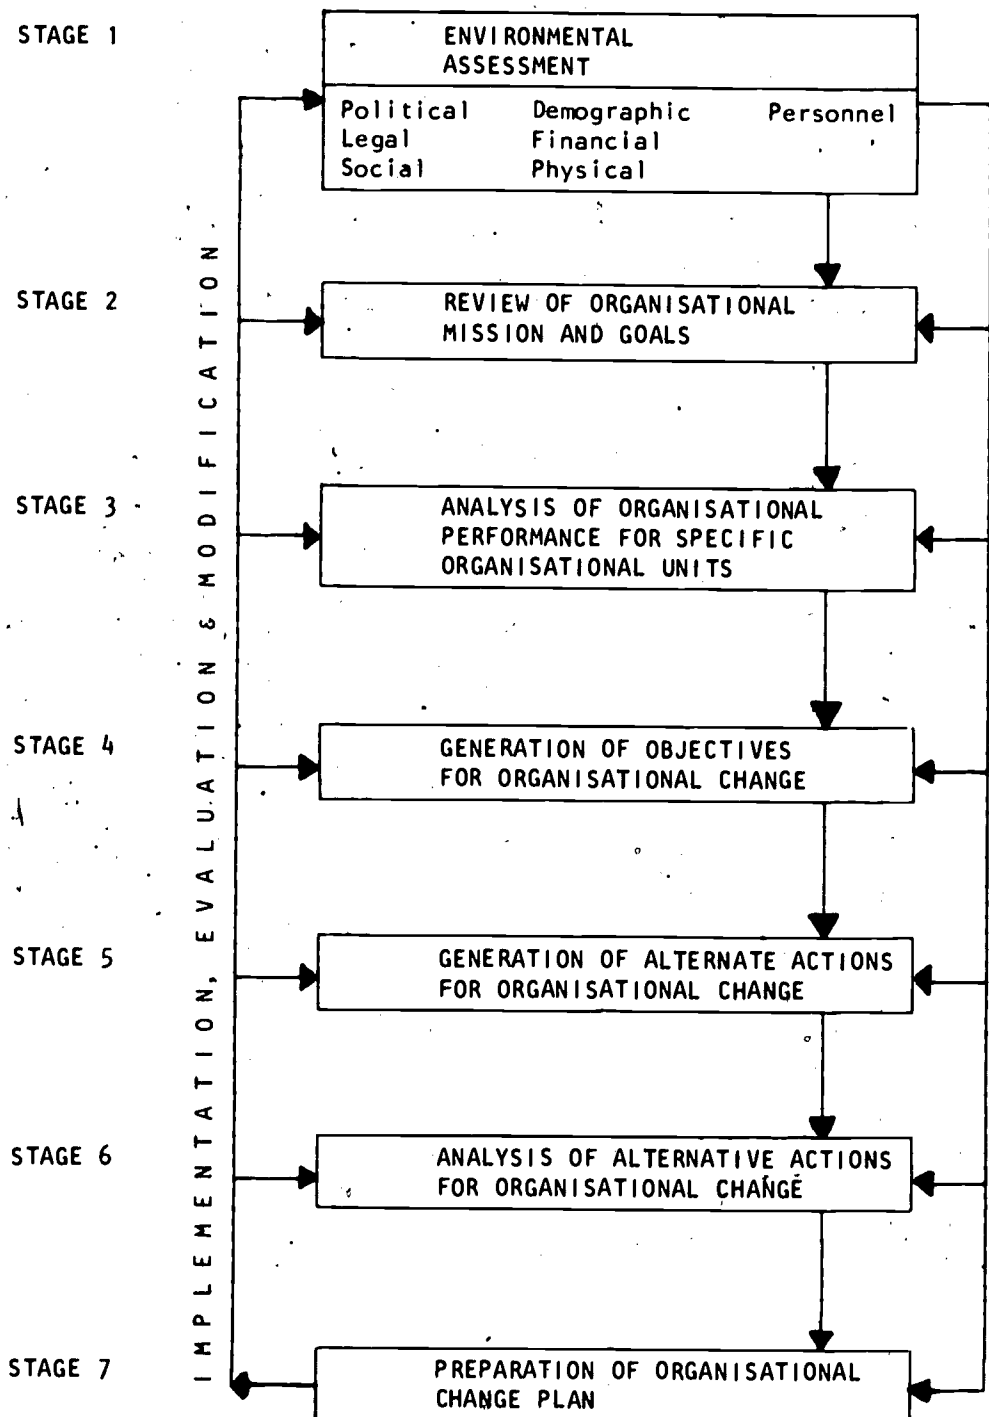 STAGE 1
ENVIRONMENTAL
ASSESSMENT
Political Demographic Personnel
Legal Financial
Social Physical
STAGE 2
REVIEW OF ORGANISATIONAL
MISSION AND GOALS
STAGE 3
ANALYSIS OF ORGANISATIONAL
PERFORMANCE FOR SPECIFIC
ORGANISATIONAL UNITS
STAGE 4
GENERATION OF OBJECTIVES
FOR ORGANISATIONAL CHANGE
STAGE 5
GENERATION OF ALTERNATE ACTIONS
FOR ORGANISATIONAL CHANGE
STAGE 6
ANALYSIS OF ALTERNATIVE ACTIONS
FOR ORGANISATIONAL CHANGE
STAGE 7
PREPARATION OF ORGANISATIONAL
CHANGE PLAN
IMPLEMENTATION, EVALUATION & MODIFICATION